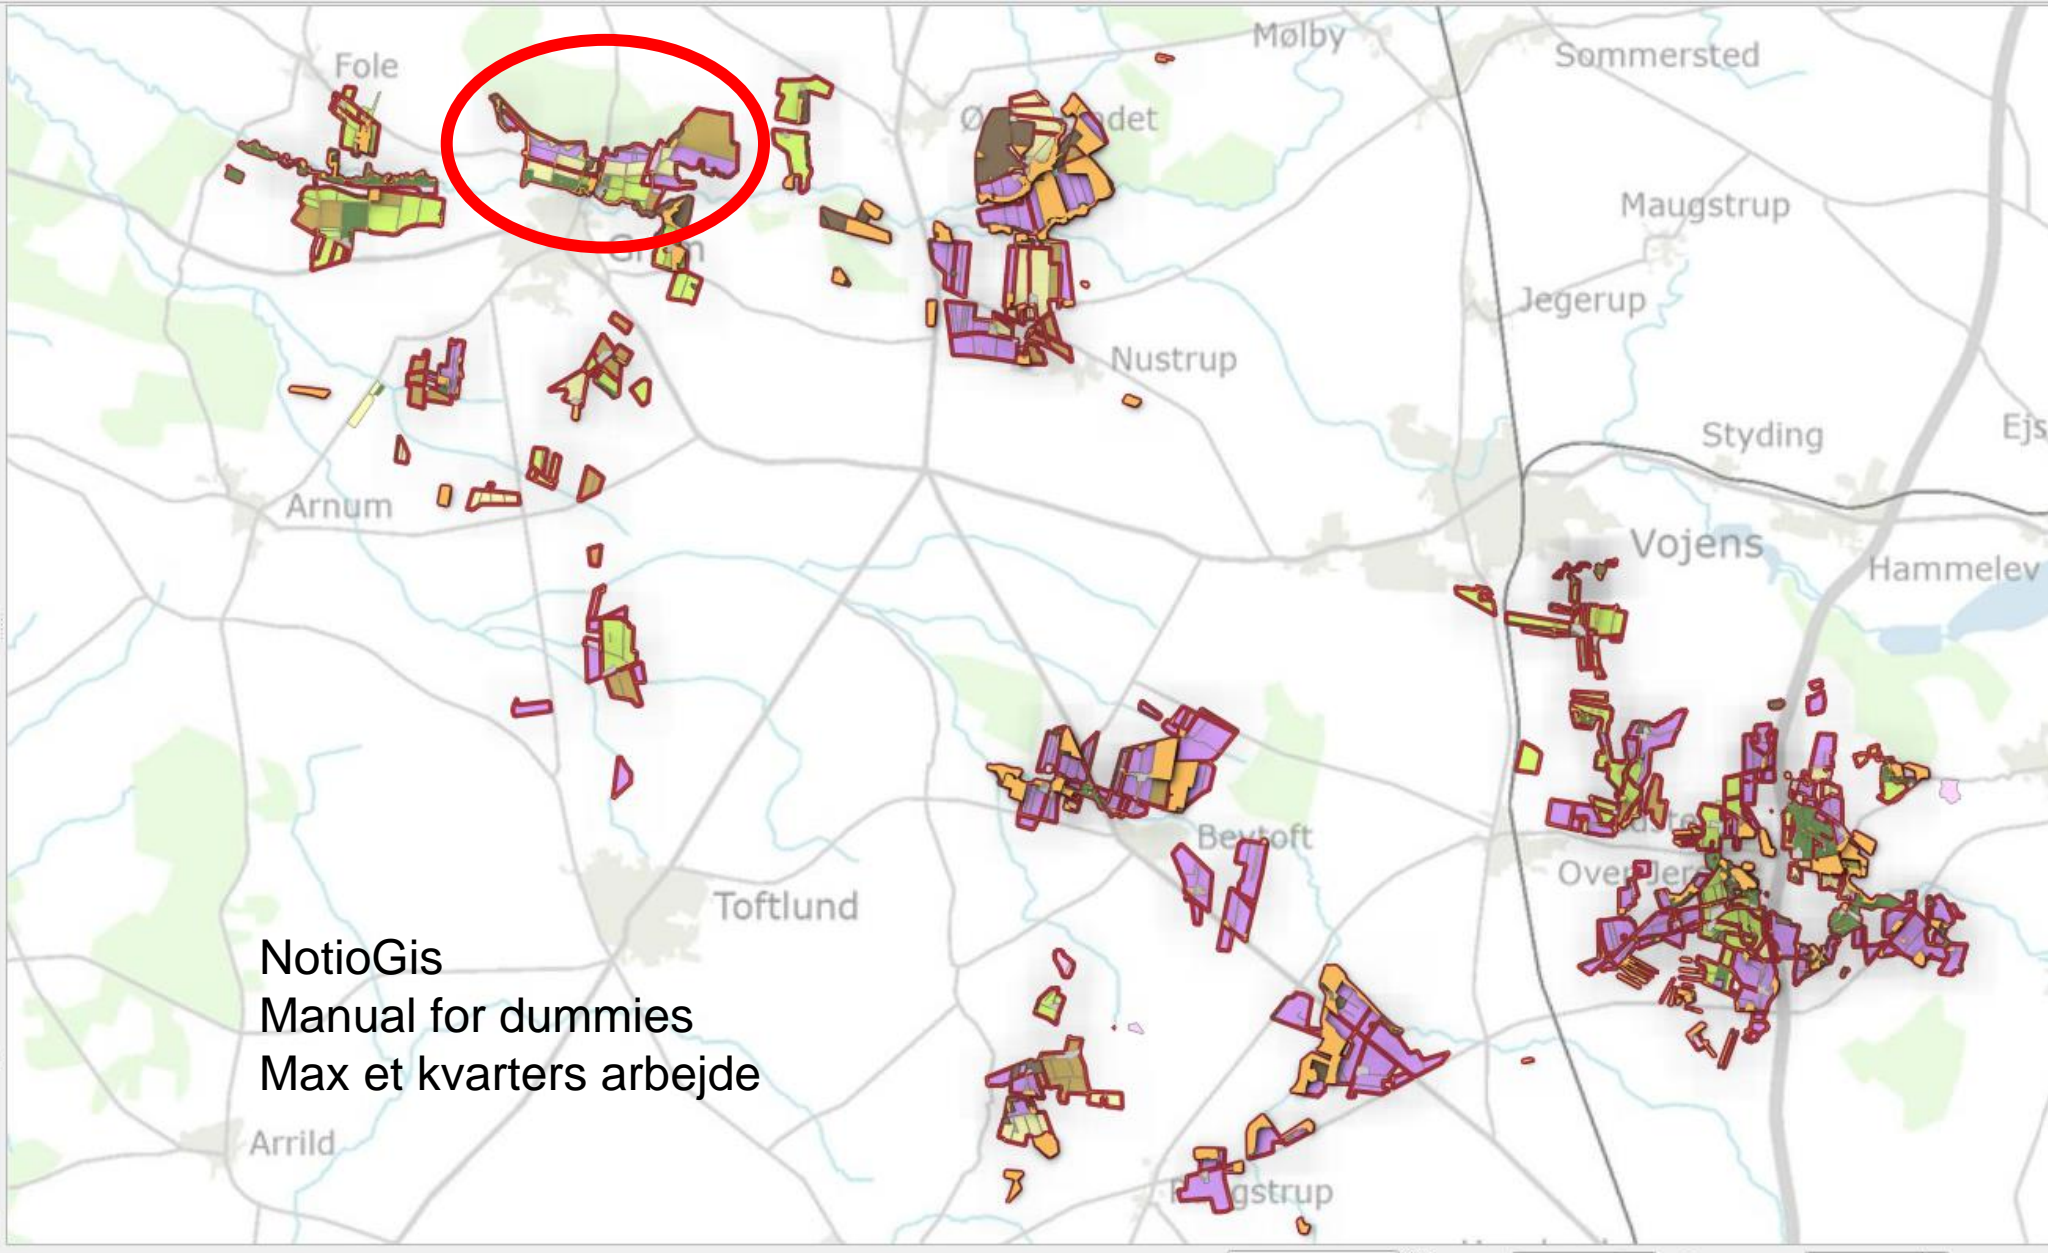 Mølby
Sommersted
Fole
Maugstrup
Jegerup
Nustrup
Styding
Arnum
Vojens
Hammelev
Toftlund
NotioGis
Manual for dummies
Max et kvarters arbejde
Arrild